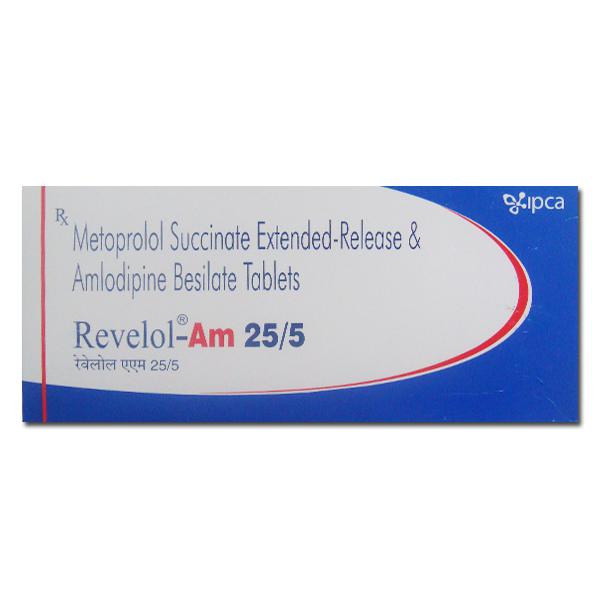 ipca
Rx
Metoprolol Succinate Extended-Release &
Amlodipine Besilate Tablets
Revelol®-Am 25/5
रेवेलोल एएम 25/5